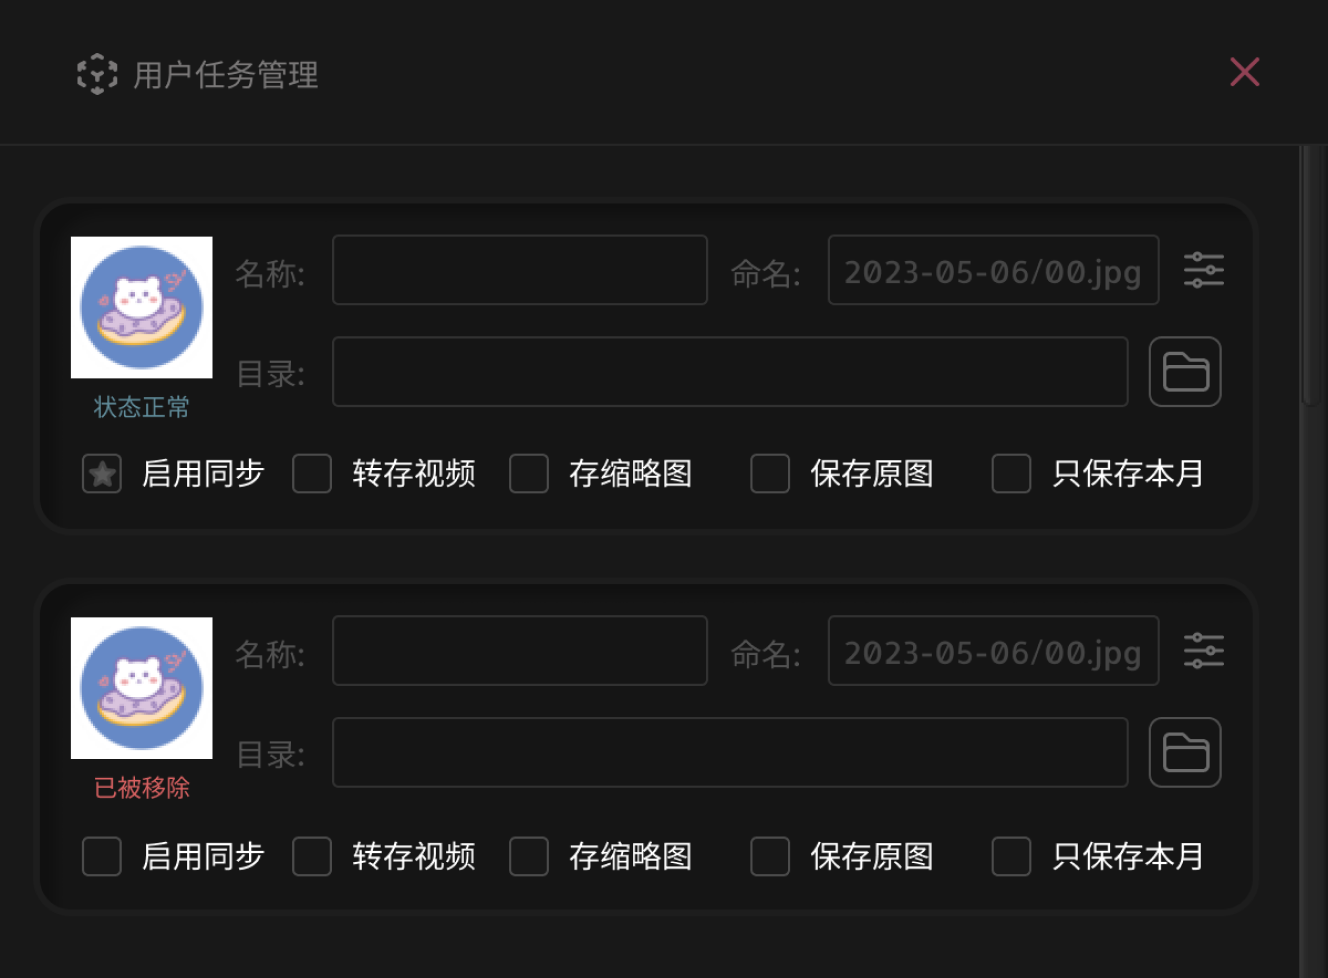 用户任务管理
名称:
命名: 2023-05-06/00.jpg
目录:
状态正常
启用同步 转存视频 存缩略图 保存原图 只保存本月
名称:
命名: 2023-05-06/00.jpg
目录:
已被移除
启用同步 转存视频 存缩略图 保存原图 只保存本月